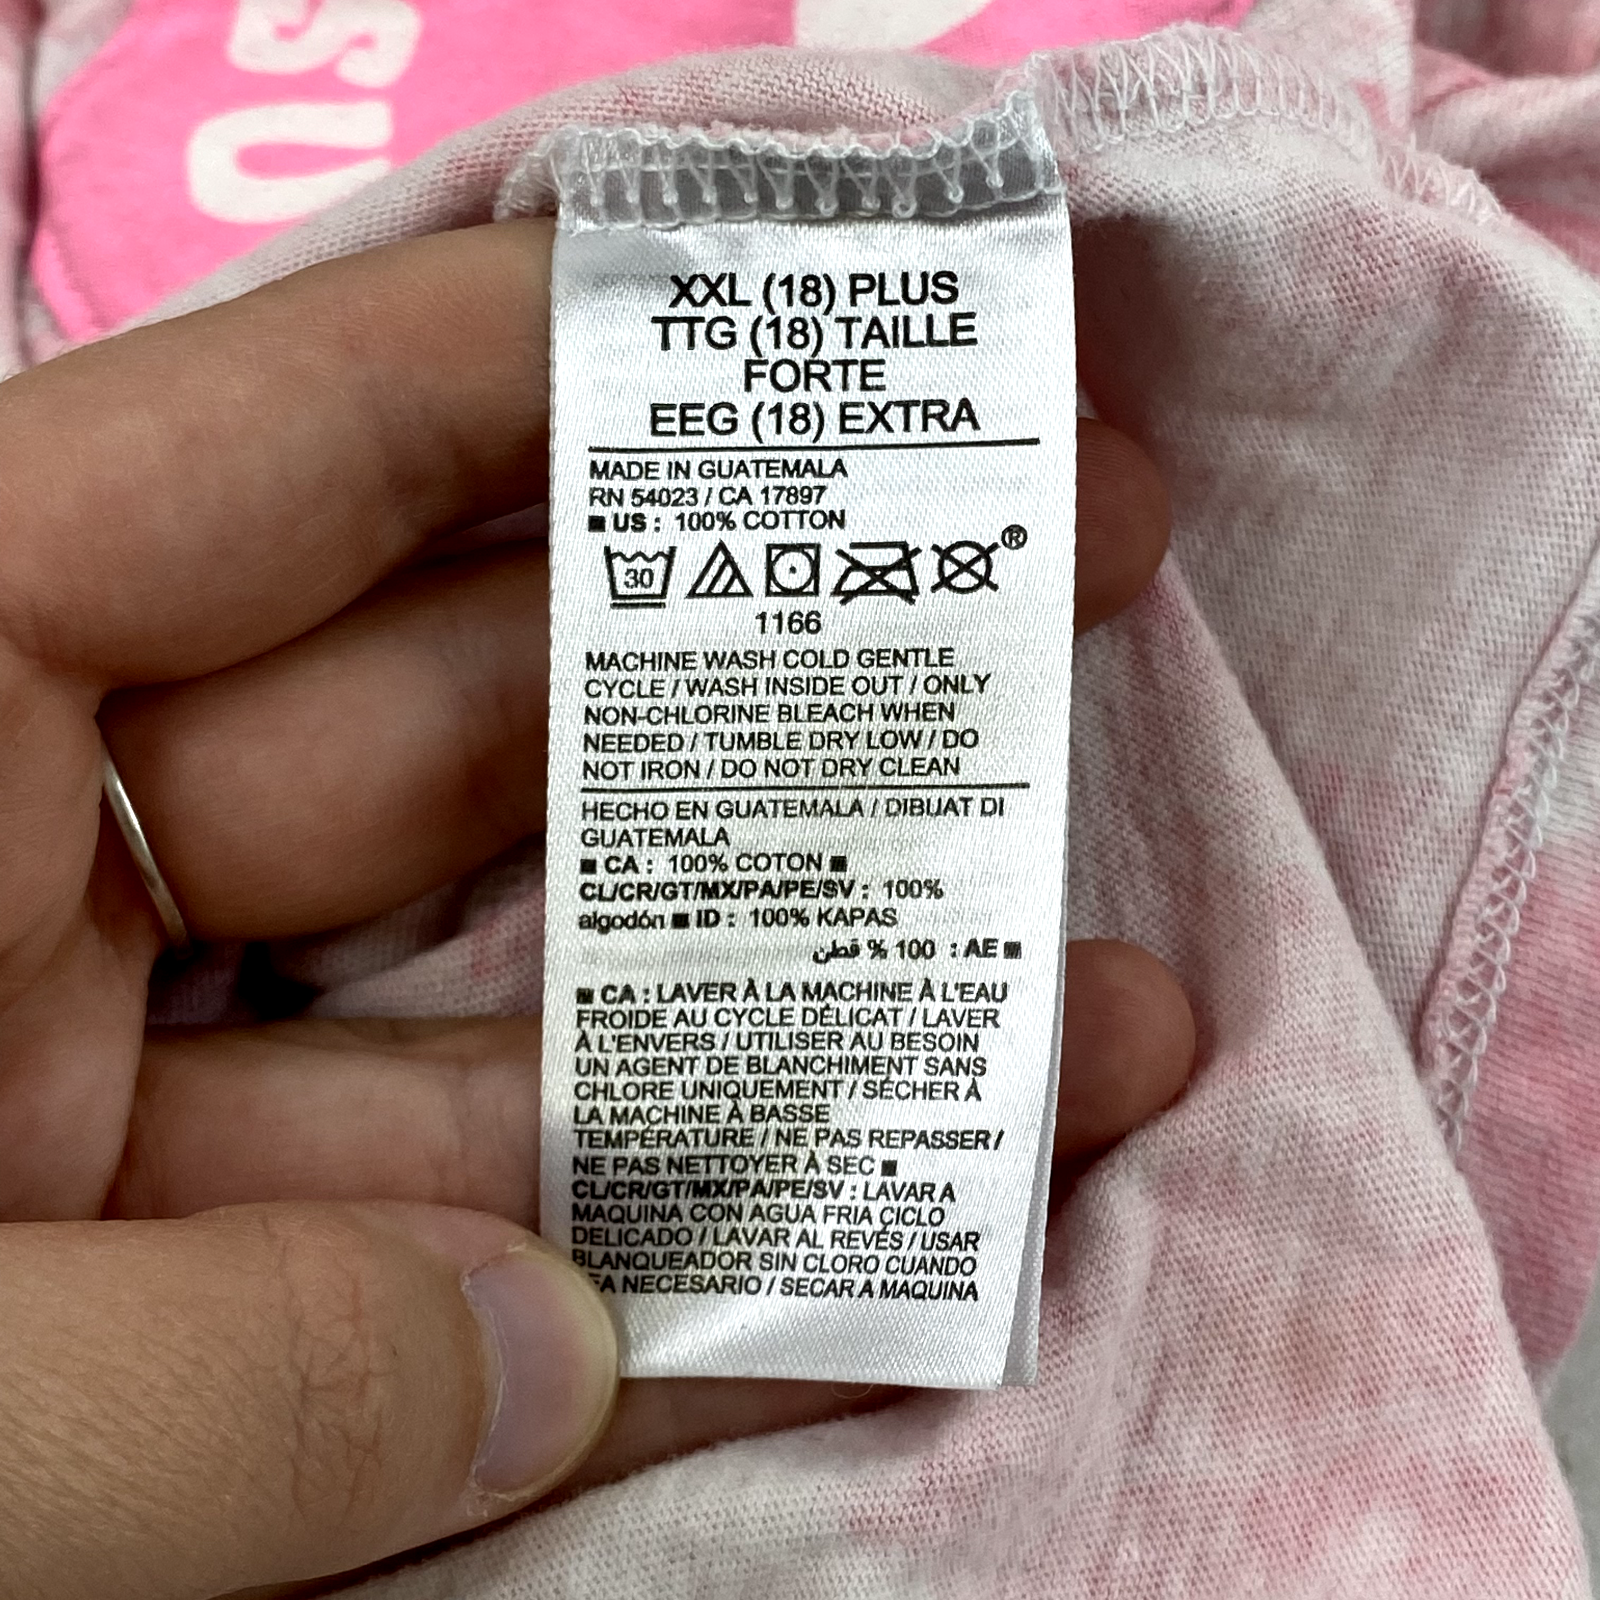 SU
XXL (18) PLUS
TTG (18) TAILLE
FORTE
EEG (18) EXTRA
MADE IN GUATEMALA
RN 54023 / CA 17897
■ US : 100% COTTON
30
®
1166
MACHINE WASH COLD GENTLE
CYCLE / WASH INSIDE OUT / ONLY
NON-CHLORINE BLEACH WHEN
NEEDED / TUMBLE DRY LOW / DO
NOT IRON / DO NOT DRY CLEAN
HECHO EN GUATEMALA / DIBUAT DI
GUATEMALA
■ CA : 100% COTON ■
CL/CR/GT/MX/PA/PE/SV : 100%
algodón ■ ID : 100% KAPAS
■ AE : 100 % قطن
■ CA : LAVER À LA MACHINE À L'EAU
FROIDE AU CYCLE DÉLICAT / LAVER
À L'ENVERS / UTILISER AU BESOIN
UN AGENT DE BLANCHIMENT SANS
CHLORE UNIQUEMENT / SÉCHER À
LA MACHINE À BASSE
TEMPÉRATURE / NE PAS REPASSER /
NE PAS NETTOYER À SEC ■
CL/CR/GT/MX/PA/PE/SV : LAVAR A
MAQUINA CON AGUA FRIA CICLO
DELICADO / LAVAR AL REVÉS / USAR
BLANQUEADOR SIN CLORO CUANDO
NECESARIO / SECAR A MAQUINA